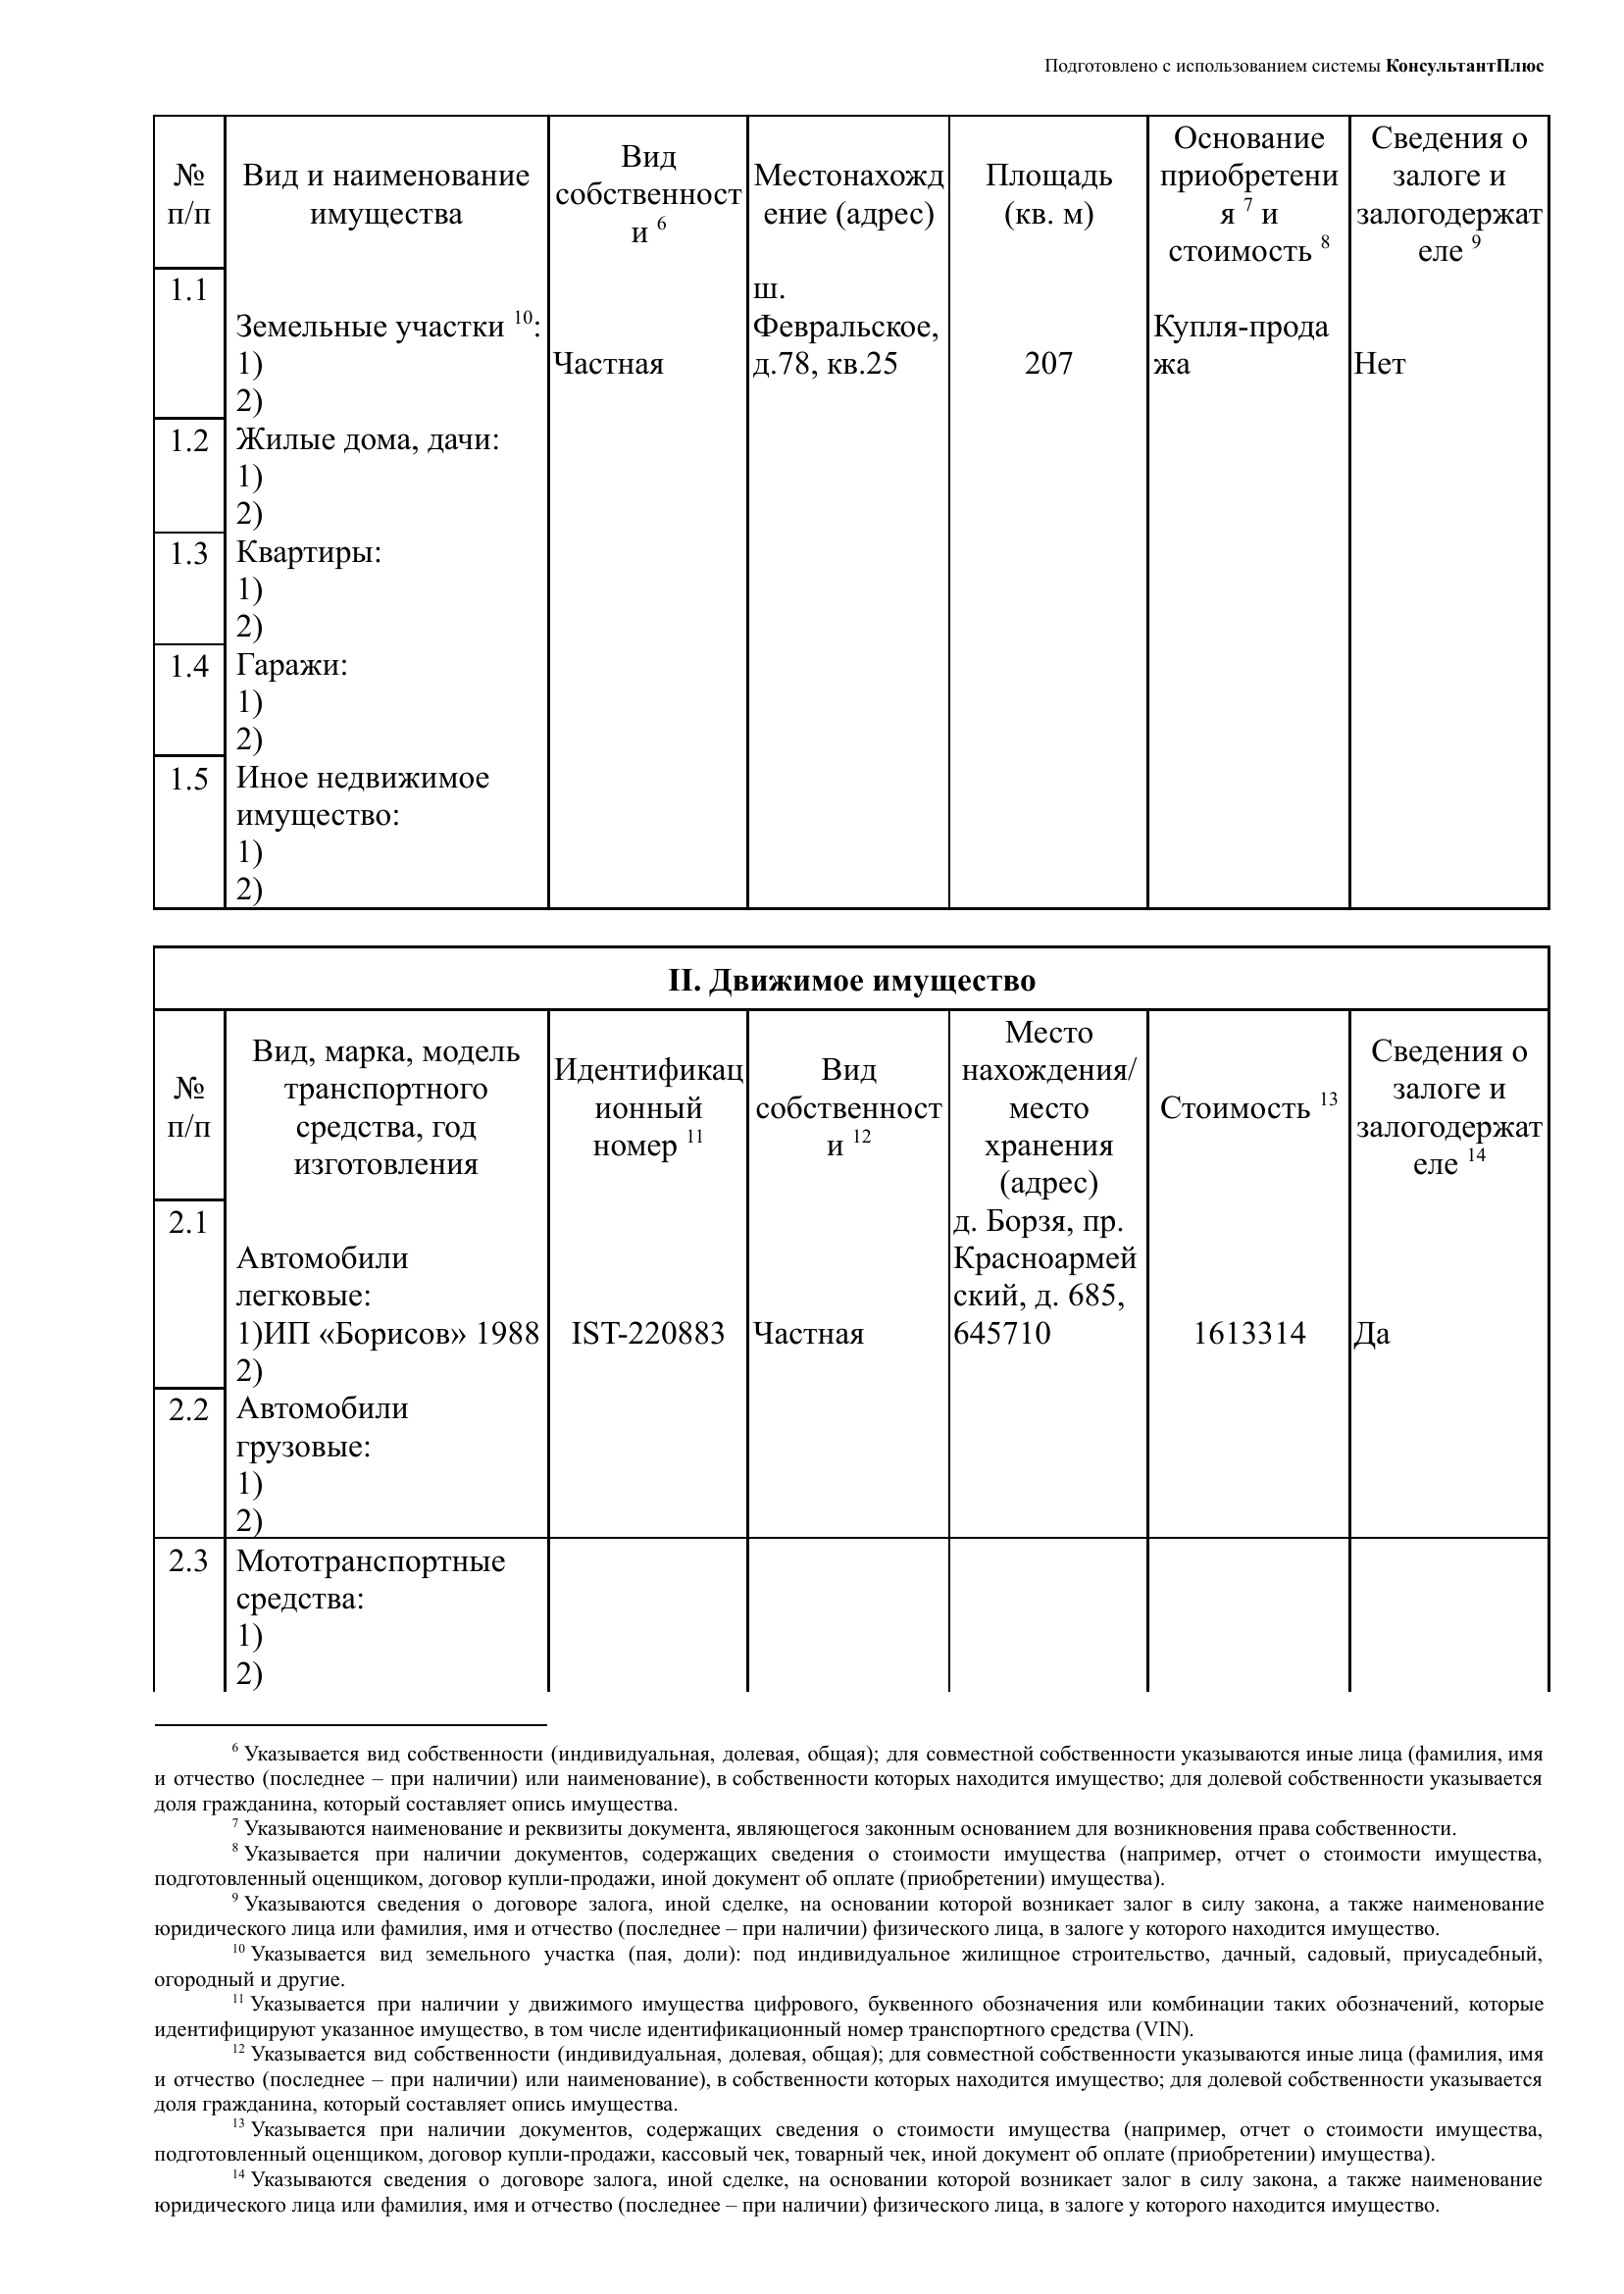 Подготовлено с использованием системы КонсультантПлюс
№
п/п
Вид и наименование
имущества
Вид
собственност
и 6
Местонахожд
ение (адрес)
Площадь
(кв. м)
Основание
приобретени
я 7 и
стоимость 8
Сведения о
залоге и
залогодержат
еле 9
1.1
Земельные участки 10:
1)
2)
Частная
ш.
Февральское,
д.78, кв.25
207
Купля-прода
жа
Нет
1.2
Жилые дома, дачи:
1)
2)
1.3
Квартиры:
1)
2)
1.4
Гаражи:
1)
2)
1.5
Иное недвижимое
имущество:
1)
2)
II. Движимое имущество
№
п/п
Вид, марка, модель
транспортного
средства, год
изготовления
Идентификац
ионный
номер 11
Вид
собственност
и 12
Место
нахождения/
место
хранения
(адрес)
Стоимость 13
Сведения о
залоге и
залогодержат
еле 14
2.1
Автомобили
легковые:
1)ИП «Борисов» 1988
2)
IST-220883
Частная
д. Борзя, пр.
Красноармей
ский, д. 685,
645710
1613314
Да
2.2
Автомобили
грузовые:
1)
2)
2.3
Мототранспортные
средства:
1)
2)
6 Указывается вид собственности (индивидуальная, долевая, общая); для совместной собственности указываются иные лица (фамилия, имя
и отчество (последнее – при наличии) или наименование), в собственности которых находится имущество; для долевой собственности указывается
доля гражданина, который составляет опись имущества.
7 Указываются наименование и реквизиты документа, являющегося законным основанием для возникновения права собственности.
8 Указывается при наличии документов, содержащих сведения о стоимости имущества (например, отчет о стоимости имущества,
подготовленный оценщиком, договор купли-продажи, иной документ об оплате (приобретении) имущества).
9 Указываются сведения о договоре залога, иной сделке, на основании которой возникает залог в силу закона, а также наименование
юридического лица или фамилия, имя и отчество (последнее – при наличии) физического лица, в залоге у которого находится имущество.
10 Указывается вид земельного участка (пая, доли): под индивидуальное жилищное строительство, дачный, садовый, приусадебный,
огородный и другие.
11 Указывается при наличии у движимого имущества цифрового, буквенного обозначения или комбинации таких обозначений, которые
идентифицируют указанное имущество, в том числе идентификационный номер транспортного средства (VIN).
12 Указывается вид собственности (индивидуальная, долевая, общая); для совместной собственности указываются иные лица (фамилия, имя
и отчество (последнее – при наличии) или наименование), в собственности которых находится имущество; для долевой собственности указывается
доля гражданина, который составляет опись имущества.
13 Указывается при наличии документов, содержащих сведения о стоимости имущества (например, отчет о стоимости имущества,
подготовленный оценщиком, договор купли-продажи, кассовый чек, товарный чек, иной документ об оплате (приобретении) имущества).
14 Указываются сведения о договоре залога, иной сделке, на основании которой возникает залог в силу закона, а также наименование
юридического лица или фамилия, имя и отчество (последнее – при наличии) физического лица, в залоге у которого находится имущество.